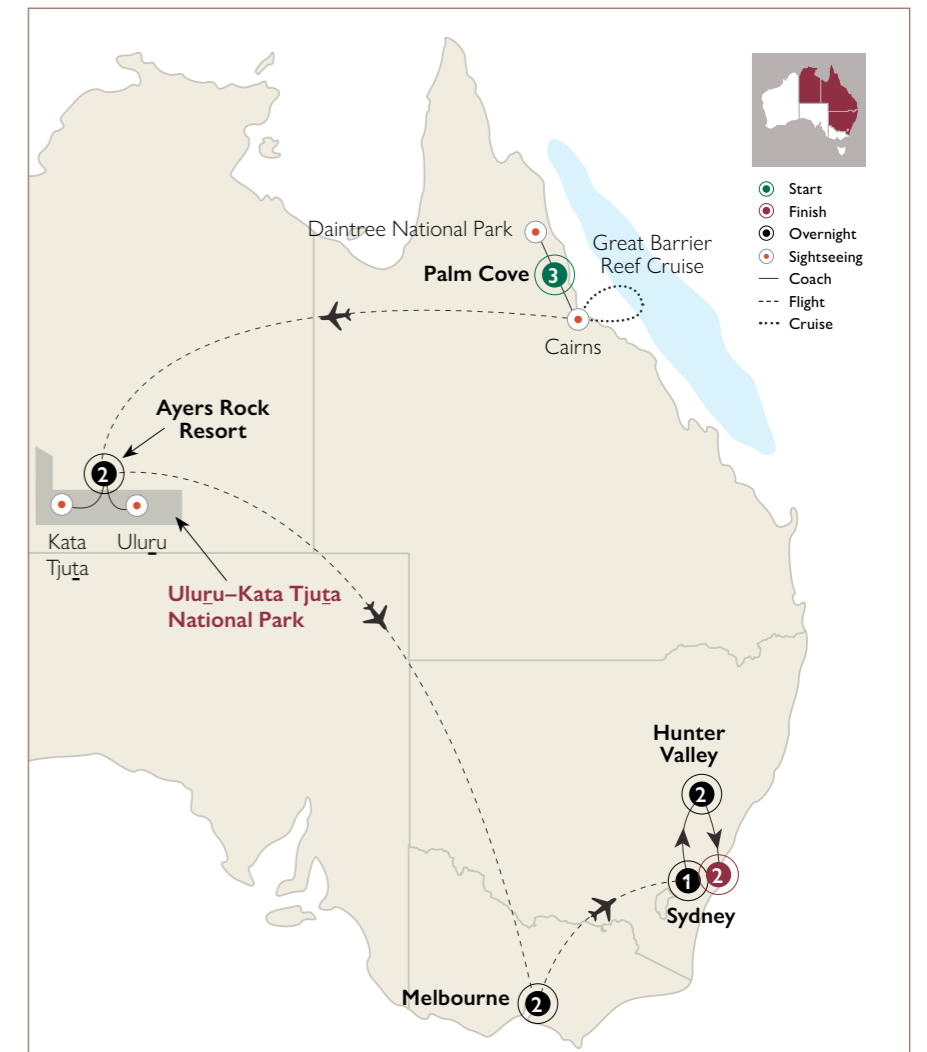 Daintree National Park
Great Barrier
Reef Cruise
Palm Cove
3
Cairns
Start
Finish
Overnight
Sightseeing
Coach
Flight
Cruise
Ayers Rock
Resort
2
Kata
Tjuṯa
Uluṟu
Uluṟu–Kata Tjuṯa
National Park
Hunter
Valley
2
1
2
Sydney
Melbourne
2